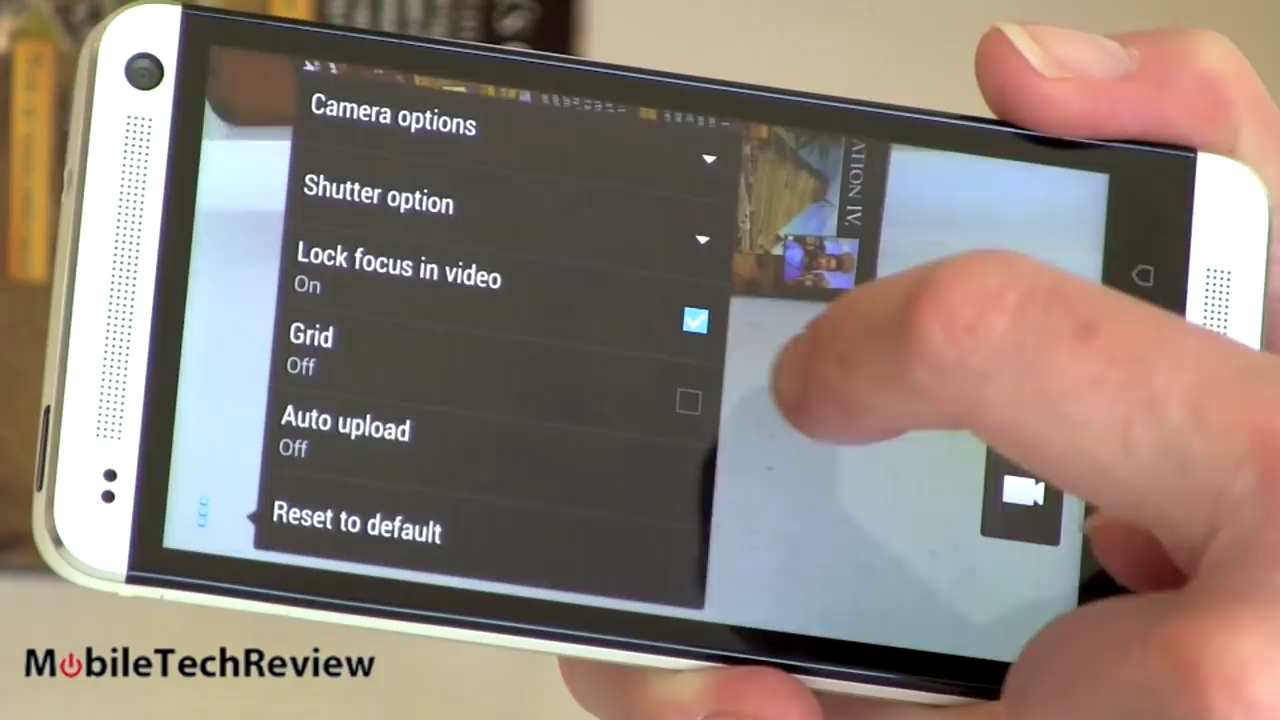 Camera options
Shutter option
Lock focus in video
On
Grid
Off
Auto upload
Off
Reset to default
ATION IV,
MobileTechReview